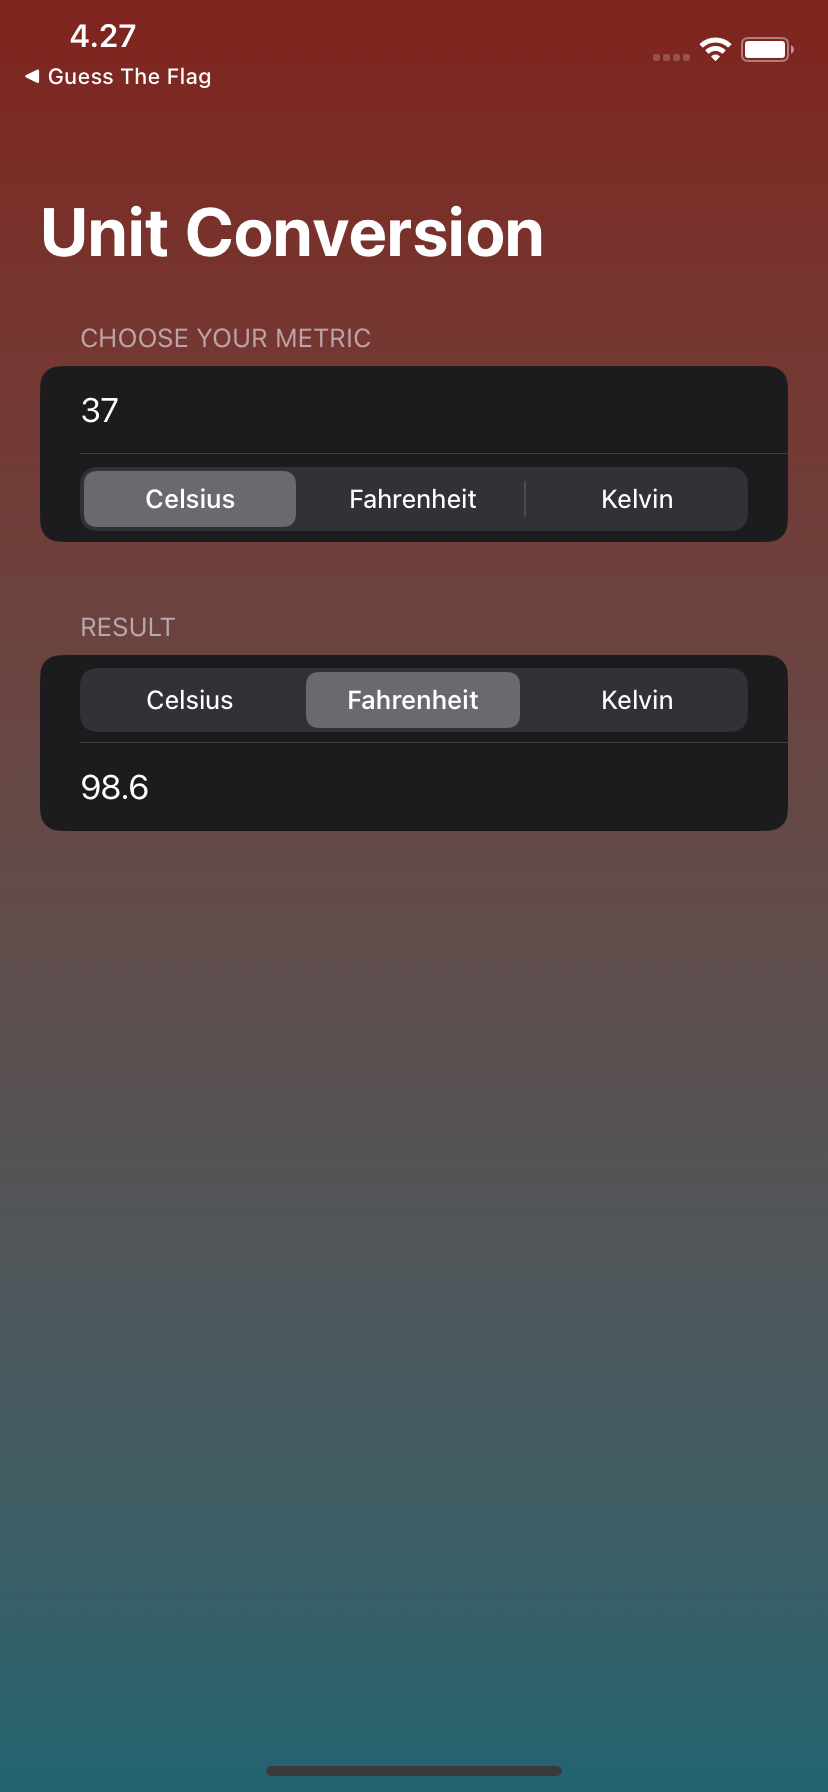 4.27
Guess The Flag
Unit Conversion
CHOOSE YOUR METRIC
37
Celsius Fahrenheit Kelvin
RESULT
Celsius Fahrenheit Kelvin
98.6